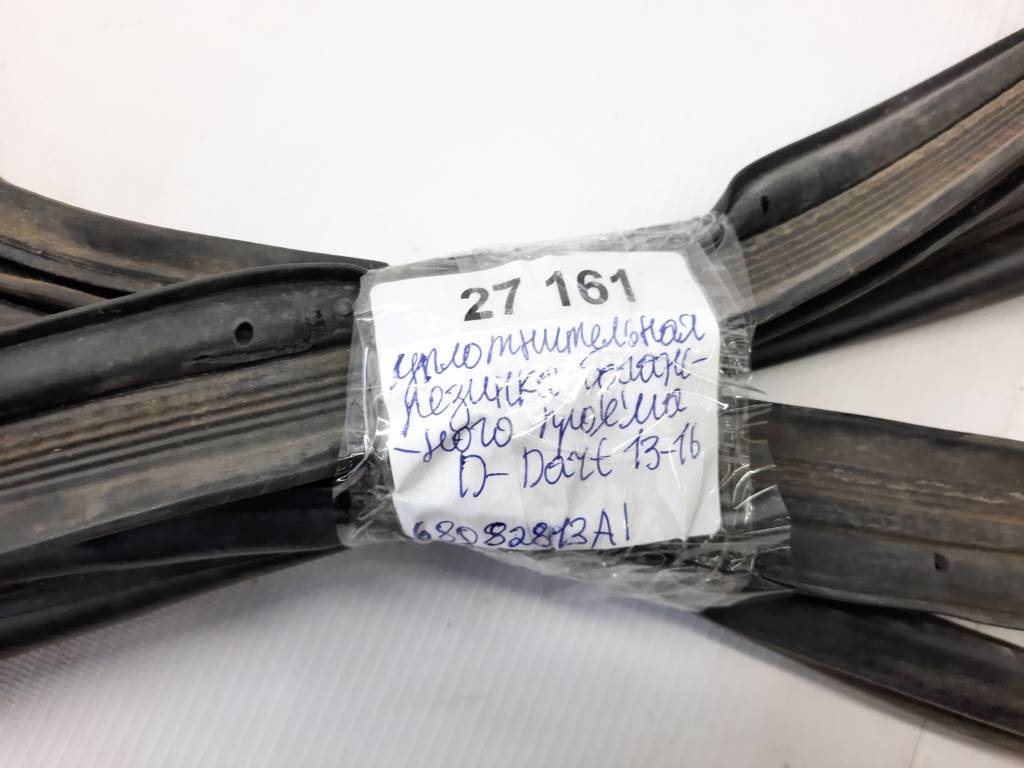 27 161
уплотнительная
резинка багаж-
-ного проёма
D- Dart 13-16
68082813AI